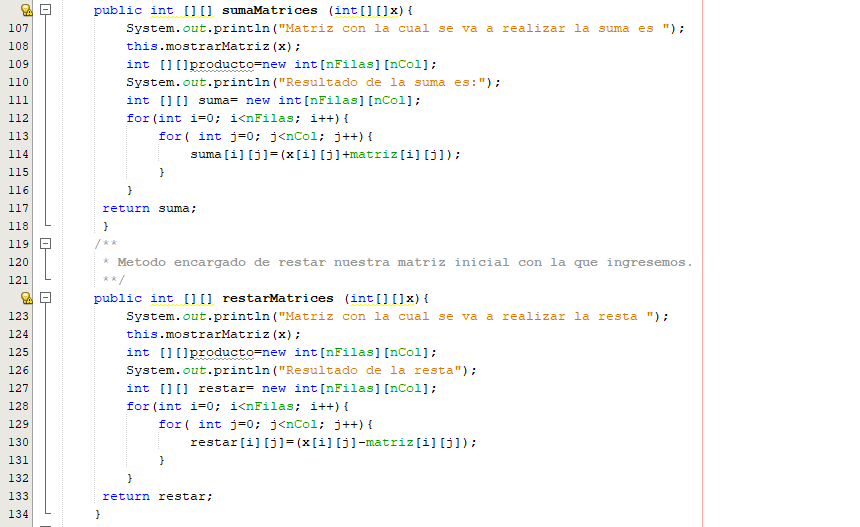 public int [][] sumaMatrices (int[][]x){
107 System.out.println("Matriz con la cual se va a realizar la suma es ");
108 this.mostrarMatriz(x);
109 int [][]producto=new int[nFilas][nCol];
110 System.out.println("Resultado de la suma es:");
111 int [][] suma= new int[nFilas][nCol];
112 for(int i=0; i<nFilas; i++){
113 for( int j=0; j<nCol; j++){
114 suma[i][j]=(x[i][j]+matriz[i][j]);
115 }
116 }
117 return suma;
118 }
119 /**
120 * Metodo encargado de restar nuestra matriz inicial con la que ingresemos.
121 **/
public int [][] restarMatrices (int[][]x){
123 System.out.println("Matriz con la cual se va a realizar la resta ");
124 this.mostrarMatriz(x);
125 int [][]producto=new int[nFilas][nCol];
126 System.out.println("Resultado de la resta");
127 int [][] restar= new int[nFilas][nCol];
128 for(int i=0; i<nFilas; i++){
129 for( int j=0; j<nCol; j++){
130 restar[i][j]=(x[i][j]-matriz[i][j]);
131 }
132 }
133 return restar;
134 }